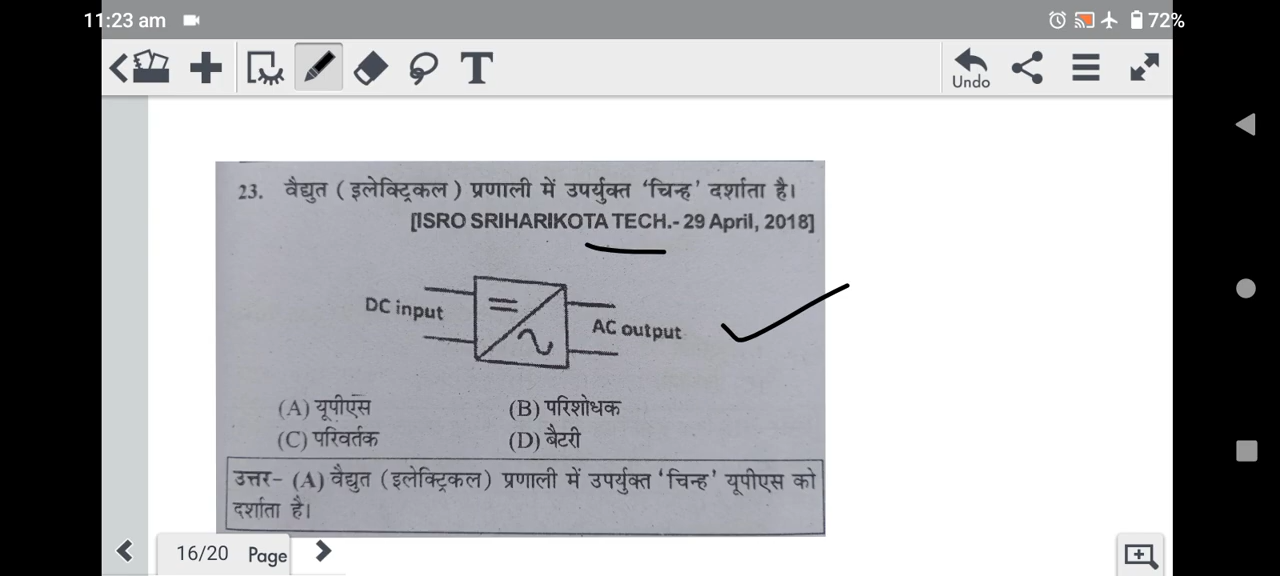 11:23 am
72%
T
Undo
23. वैद्युत (इलेक्ट्रिकल) प्रणाली में उपर्युक्त 'चिन्ह' दर्शाता है।
[ISRO SRIHARIKOTA TECH.- 29 April, 2018]
DC input
AC output
(A) यूपीएस (B) परिशोधक
(C) परिवर्तक (D) बैटरी
उत्तर- (A) वैद्युत (इलेक्ट्रिकल) प्रणाली में उपर्युक्त 'चिन्ह' यूपीएस को
दर्शाता है।
16/20 Page